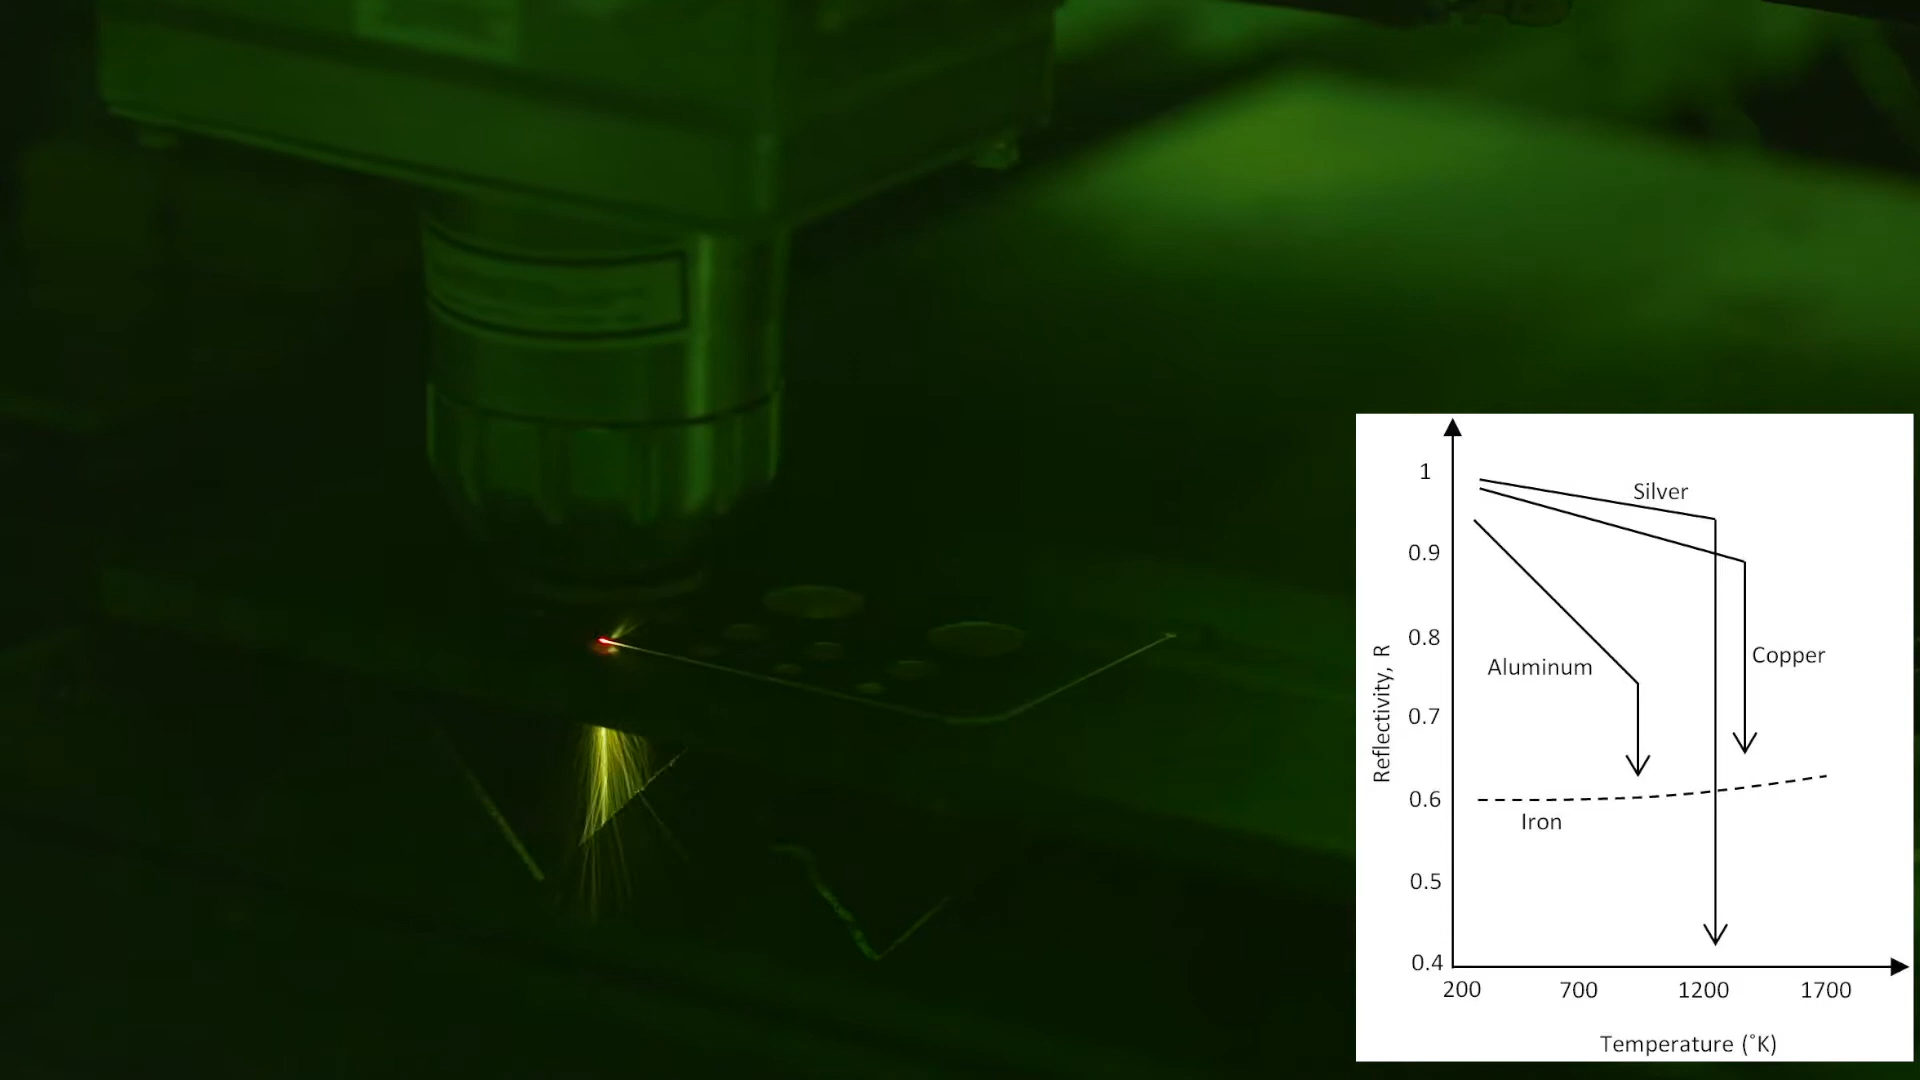 1
Silver
0.9
0.8
Copper
Aluminum
Reflectivity, R
0.7
0.6
Iron
0.5
0.4
200 700 1200 1700
Temperature (˚K)